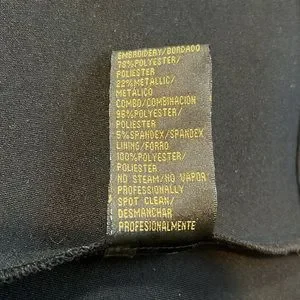 EMBROIDERY/BORDADO
78%POLYESTER/
POLIESTER
22%METALLIC/
METALICO
COMBO/COMBINACION
95%POLYESTER/
POLIESTER
5%SPANDEX/SPANDEX
LINING/FORRO
100%POLYESTER/
POLIESTER
NO STEAM/NO VAPOR
PROFESSIONALLY
SPOT CLEAN/
DESMANCHAR
PROFESIONALMENTE